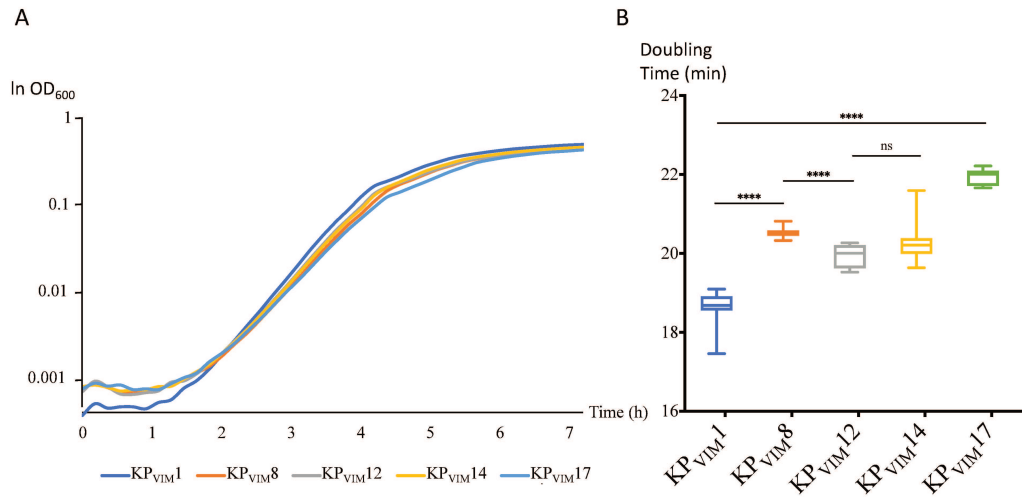 A
ln OD600
1
0.1
0.01
0.001
0 1 2 3 4 5 6 7
Time (h)
KPVIM1 KPVIM8 KPVIM12 KPVIM14 KPVIM17
B
Doubling
Time (min)
24
22
20
18
16
****
ns
****
****
KPVIM1 KPVIM8 KPVIM12 KPVIM14 KPVIM17